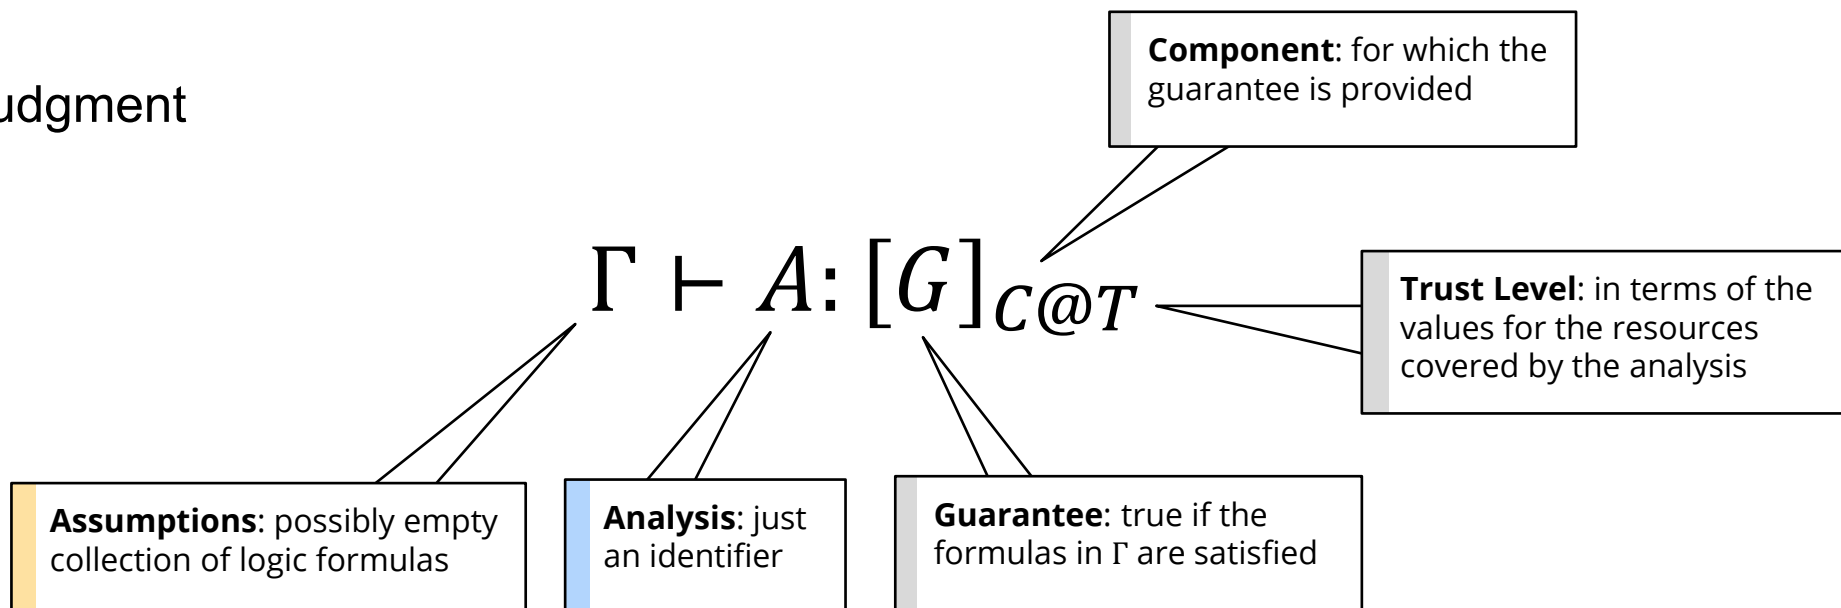 udgment
Component: for which the
guarantee is provided
Γ ⊢ A: [G]C@T
Trust Level: in terms of the
values for the resources
covered by the analysis
Assumptions: possibly empty
collection of logic formulas
Analysis: just
an identifier
Guarantee: true if the
formulas in Γ are satisfied